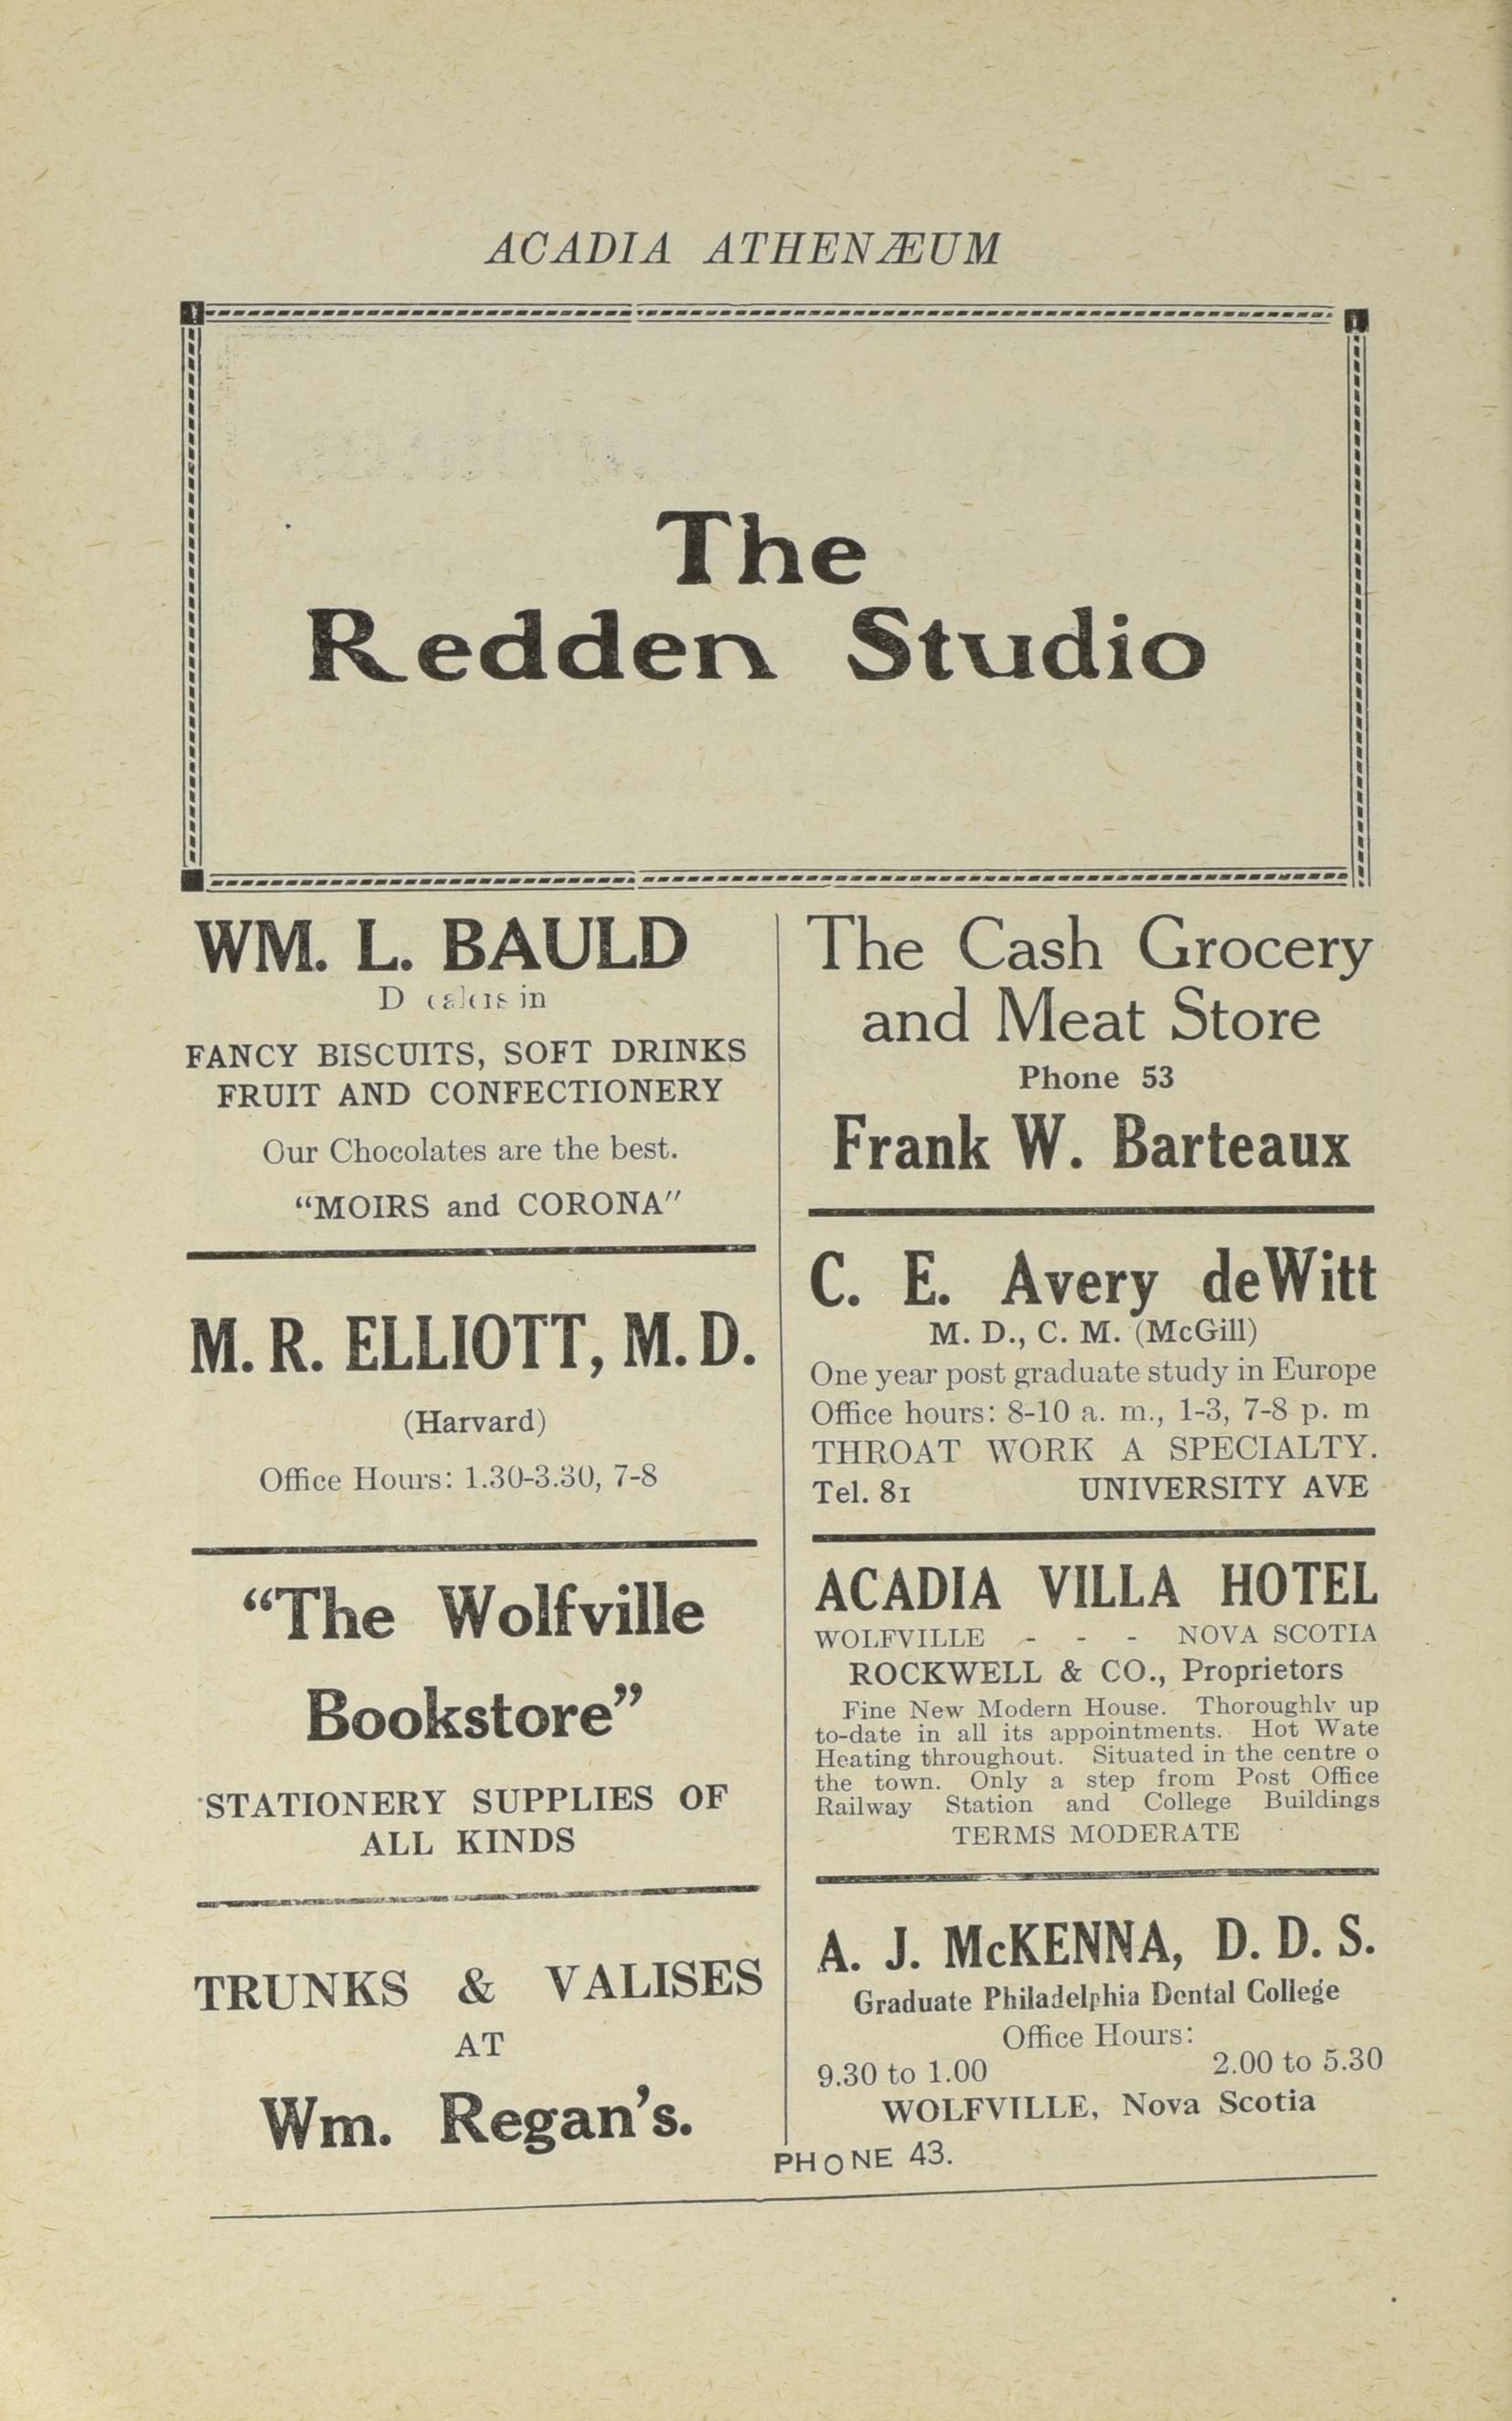 ACADIA ATHENÆUM
The
Redden Studio
WM. L. BAULD
Dealers in
FANCY BISCUITS, SOFT DRINKS
FRUIT AND CONFECTIONERY
Our Chocolates are the best.
“MOIRS and CORONA”
M. R. ELLIOTT, M. D.
(Harvard)
Office Hours: 1.30-3.30, 7-8
“The Wolfville
Bookstore”
STATIONERY SUPPLIES OF
ALL KINDS
TRUNKS & VALISES
AT
Wm. Regan’s.
The Cash Grocery
and Meat Store
Phone 53
Frank W. Barteaux
C. E. Avery deWitt
M. D., C. M. (McGill)
One year post graduate study in Europe
Office hours: 8-10 a. m., 1-3, 7-8 p. m
THROAT WORK A SPECIALTY.
Tel. 81 UNIVERSITY AVE
ACADIA VILLA HOTEL
WOLFVILLE - - - NOVA SCOTIA
ROCKWELL & CO., Proprietors
Fine New Modern House. Thoroughly up
to-date in all its appointments. Hot Wate
Heating throughout. Situated in the centre o
the town. Only a step from Post Office
Railway Station and College Buildings
TERMS MODERATE
A. J. McKENNA, D. D. S.
Graduate Philadelphia Dental College
Office Hours:
9.30 to 1.00 2.00 to 5.30
WOLFVILLE, Nova Scotia
PHONE 43.